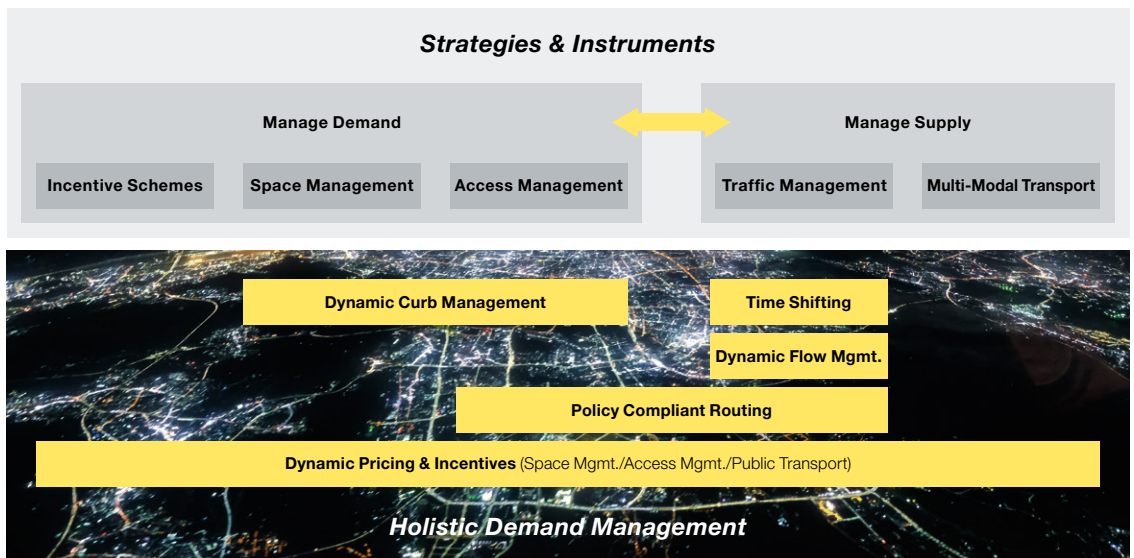 Strategies & Instruments
Manage Demand
Manage Supply
Incentive Schemes
Space Management
Access Management
Traffic Management
Multi-Modal Transport
Dynamic Curb Management
Time Shifting
Dynamic Flow Mgmt.
Policy Compliant Routing
Dynamic Pricing & Incentives (Space Mgmt./Access Mgmt./Public Transport)
Holistic Demand Management